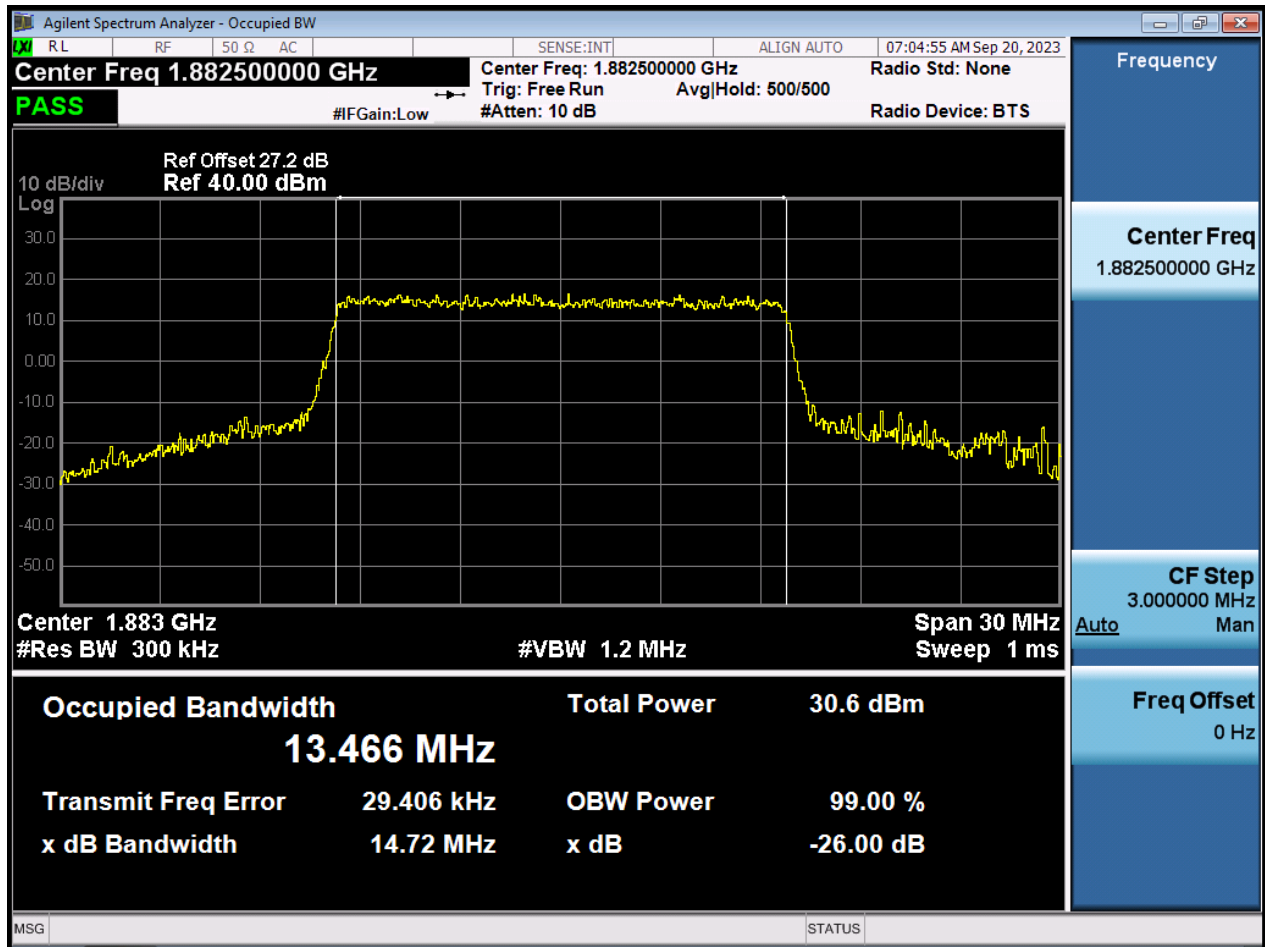 Agilent Spectrum Analyzer - Occupied BW
LXI RL RF 50 Ω AC SENSE:INT ALIGN AUTO 07:04:55 AM Sep 20, 2023
Center Freq 1.882500000 GHz
PASS
#IFGain:Low
Center Freq: 1.882500000 GHz
Trig: Free Run Avg|Hold: 500/500
#Atten: 10 dB
Radio Std: None
Radio Device: BTS
Ref Offset 27.2 dB
10 dB/div Ref 40.00 dBm
Log
30.0
20.0
10.0
0.00
-10.0
-20.0
-30.0
-40.0
-50.0
Center 1.883 GHz Span 30 MHz
#Res BW 300 kHz #VBW 1.2 MHz Sweep 1 ms
Occupied Bandwidth Total Power 30.6 dBm
13.466 MHz
Transmit Freq Error 29.406 kHz OBW Power 99.00 %
x dB Bandwidth 14.72 MHz x dB -26.00 dB
MSG STATUS
Frequency
Center Freq
1.882500000 GHz
CF Step
3.000000 MHz
Auto Man
Freq Offset
0 Hz